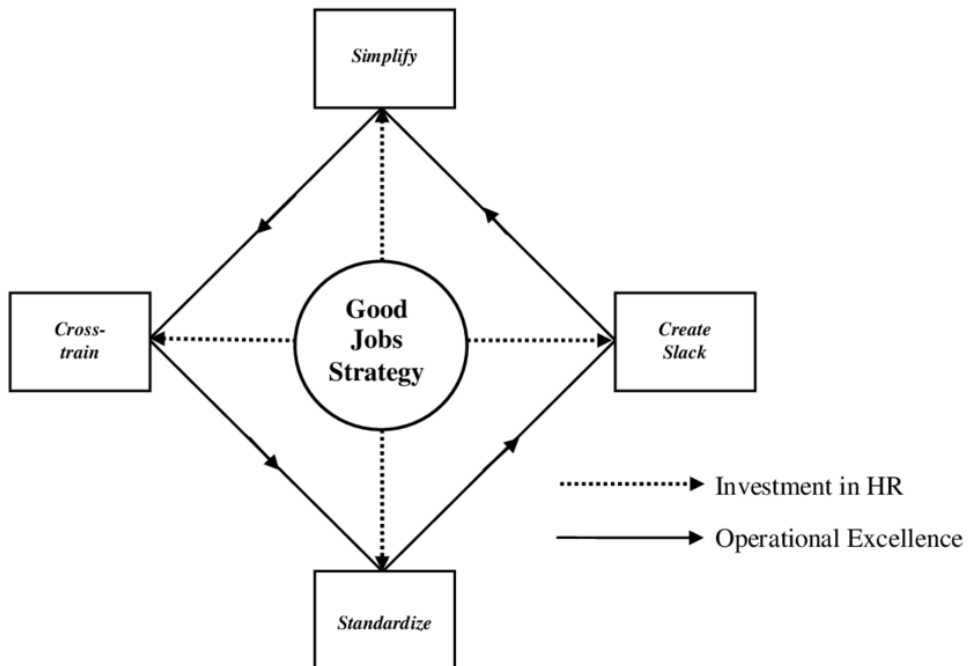 Simplify
Cross-
train
Good
Jobs
Strategy
Create
Slack
Investment in HR
Operational Excellence
Standardize